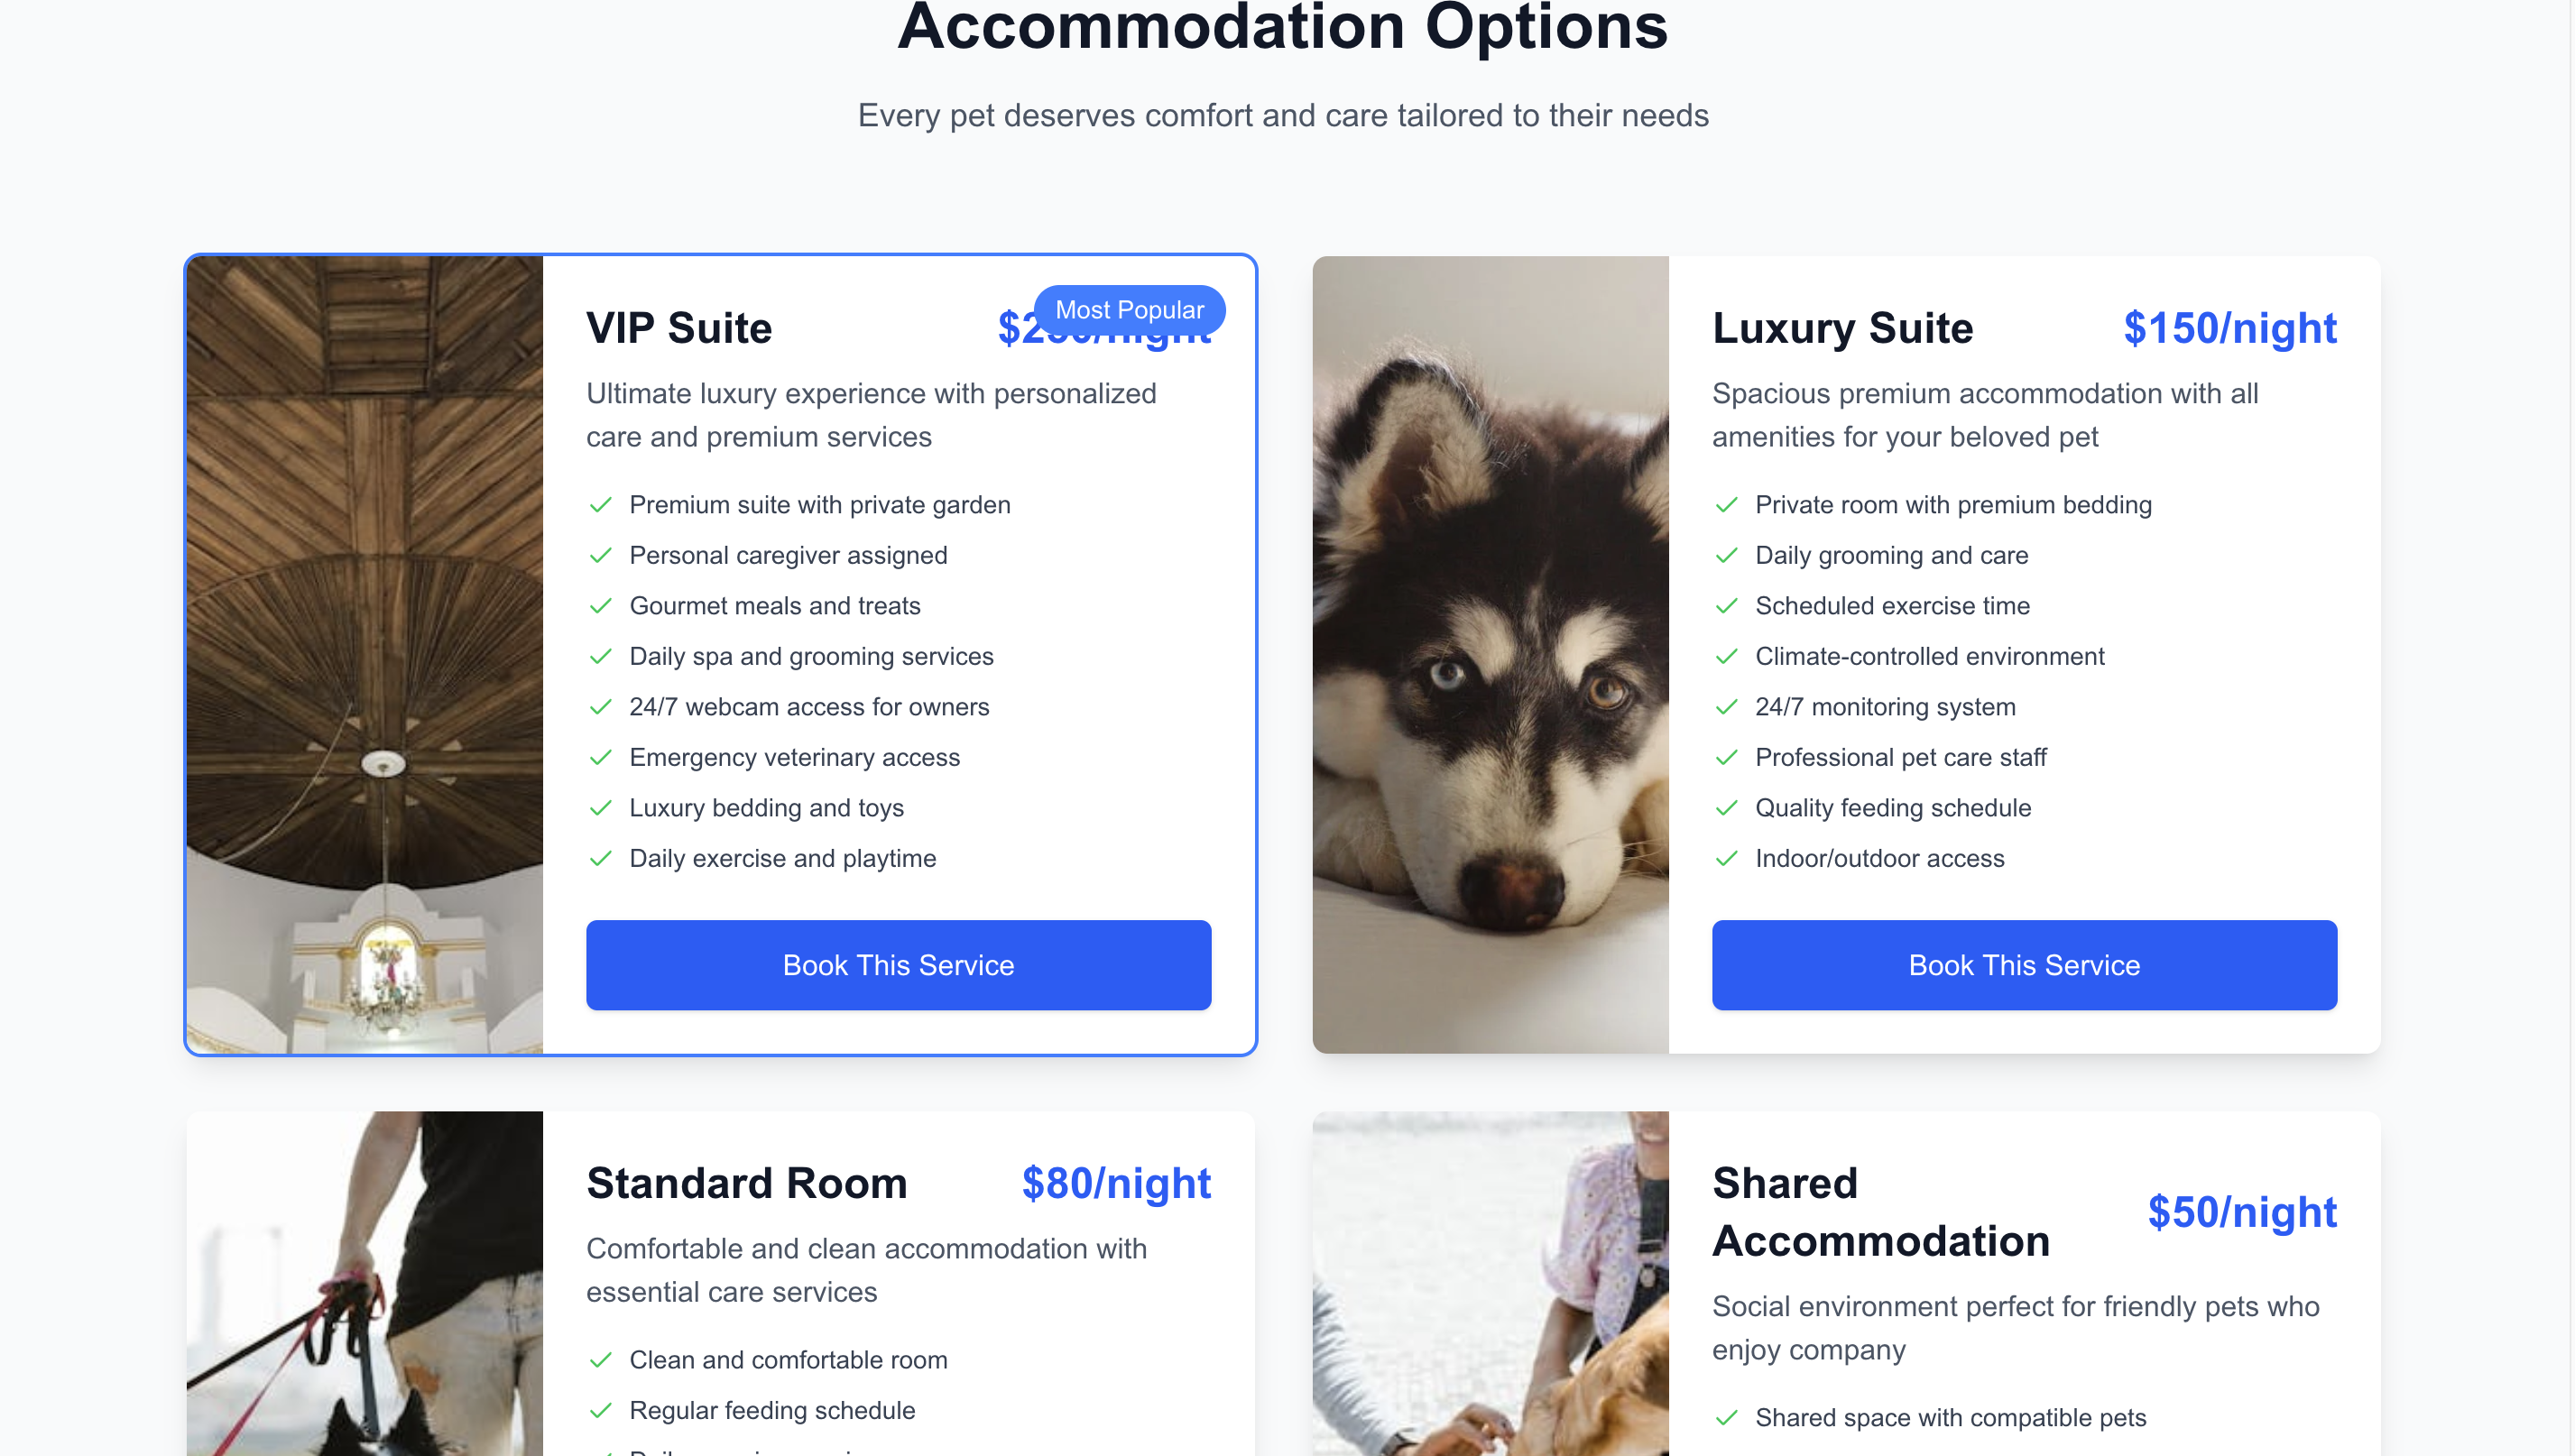 Accommodation Options
Every pet deserves comfort and care tailored to their needs
VIP Suite
Most Popular
Ultimate luxury experience with personalized
care and premium services
Premium suite with private garden
Personal caregiver assigned
Gourmet meals and treats
Daily spa and grooming services
24/7 webcam access for owners
Emergency veterinary access
Luxury bedding and toys
Daily exercise and playtime
Book This Service
Luxury Suite
$150/night
Spacious premium accommodation with all
amenities for your beloved pet
Private room with premium bedding
Daily grooming and care
Scheduled exercise time
Climate-controlled environment
24/7 monitoring system
Professional pet care staff
Quality feeding schedule
Indoor/outdoor access
Book This Service
Standard Room
$80/night
Comfortable and clean accommodation with
essential care services
Clean and comfortable room
Regular feeding schedule
Shared
Accommodation
$50/night
Social environment perfect for friendly pets who
enjoy company
Shared space with compatible pets